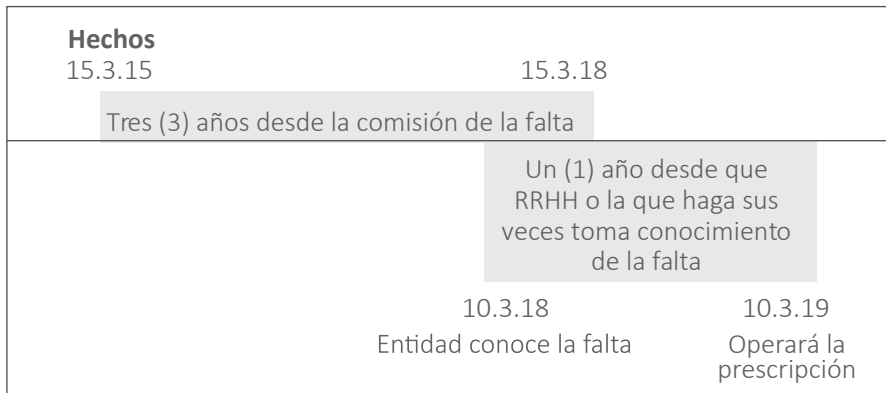 Hechos
15.3.15 15.3.18
Tres (3) años desde la comisión de la falta
Un (1) año desde que
RRHH o la que haga sus
veces toma conocimiento
de la falta
10.3.18 10.3.19
Entidad conoce la falta Operará la
prescripción